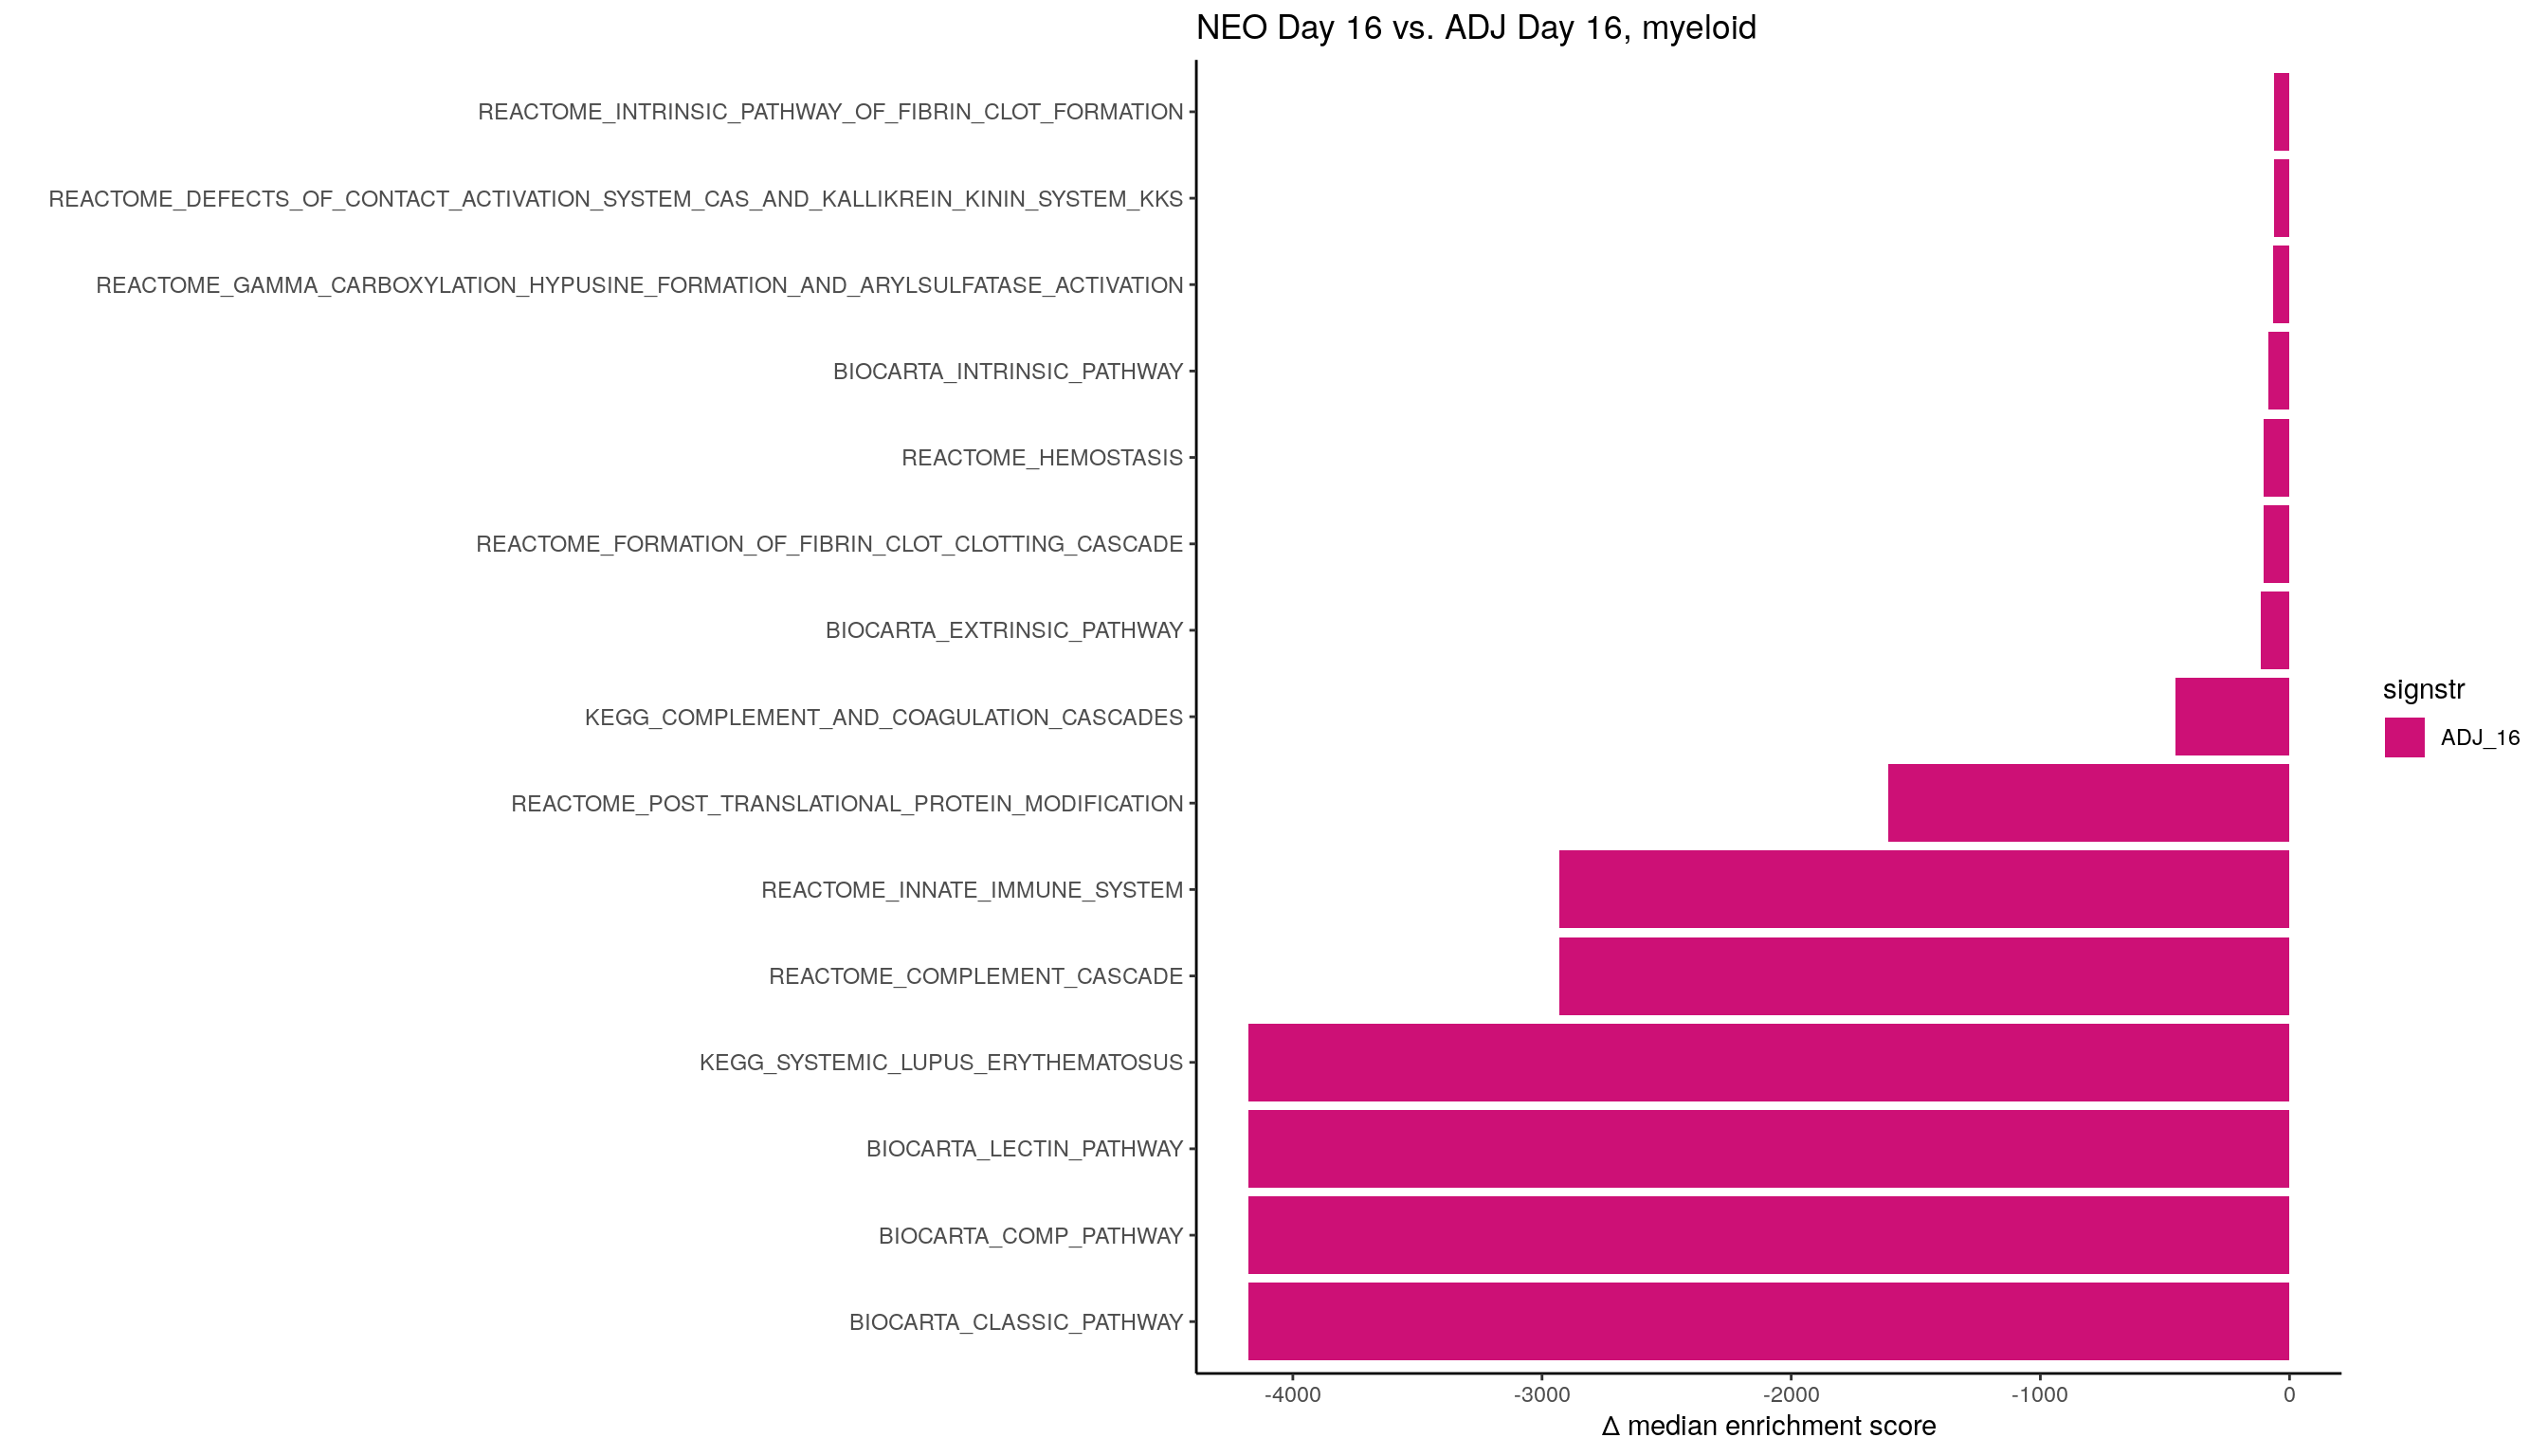 NEO Day 16 vs. ADJ Day 16, myeloid
REACTOME_INTRINSIC_PATHWAY_OF_FIBRIN_CLOT_FORMATION
REACTOME_DEFECTS_OF_CONTACT_ACTIVATION_SYSTEM_CAS_AND_KALLIKREIN_KININ_SYSTEM_KKS
REACTOME_GAMMA_CARBOXYLATION_HYPUSINE_FORMATION_AND_ARYLSULFATASE_ACTIVATION
BIOCARTA_INTRINSIC_PATHWAY
REACTOME_HEMOSTASIS
REACTOME_FORMATION_OF_FIBRIN_CLOT_CLOTTING_CASCADE
BIOCARTA_EXTRINSIC_PATHWAY
KEGG_COMPLEMENT_AND_COAGULATION_CASCADES
REACTOME_POST_TRANSLATIONAL_PROTEIN_MODIFICATION
REACTOME_INNATE_IMMUNE_SYSTEM
REACTOME_COMPLEMENT_CASCADE
KEGG_SYSTEMIC_LUPUS_ERYTHEMATOSUS
BIOCARTA_LECTIN_PATHWAY
BIOCARTA_COMP_PATHWAY
BIOCARTA_CLASSIC_PATHWAY
-4000 -3000 -2000 -1000 0
Δ median enrichment score
signstr
ADJ_16